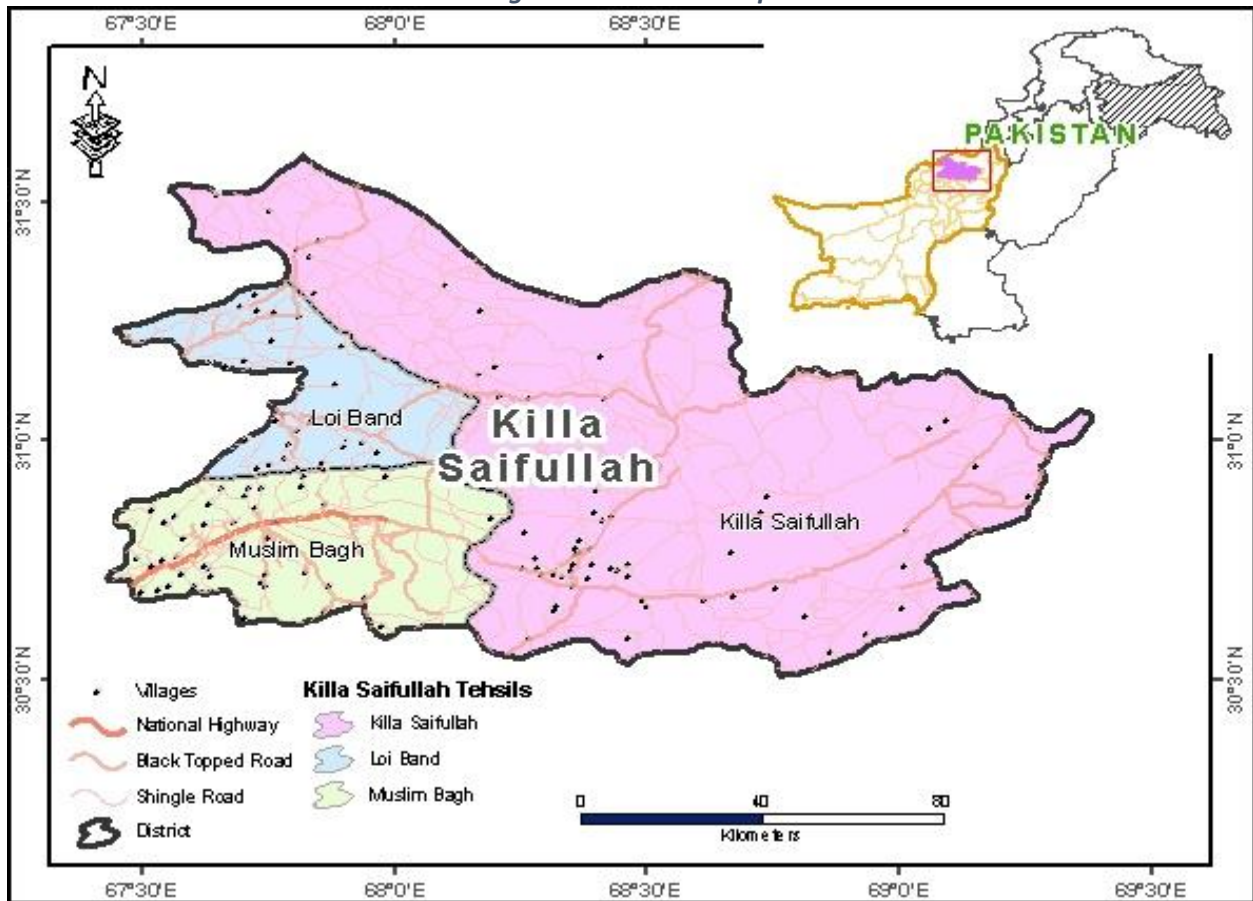 67°30'E 68°0'E 68°30'E
N
PAKISTAN
31°30'N
31°0'N
31°0'N
30°30'N
30°30'N
Loi Band
Killa
Saifullah
Killa Saifullah
Muslim Bagh
Villages
National Highway
Black Topped Road
Shingle Road
District
Killa Saifullah Tehsils
Killa Saifullah
Loi Band
Muslim Bagh
0 40 80
Kilometers
67°30'E 68°0'E 68°30'E 69°0'E 69°30'E